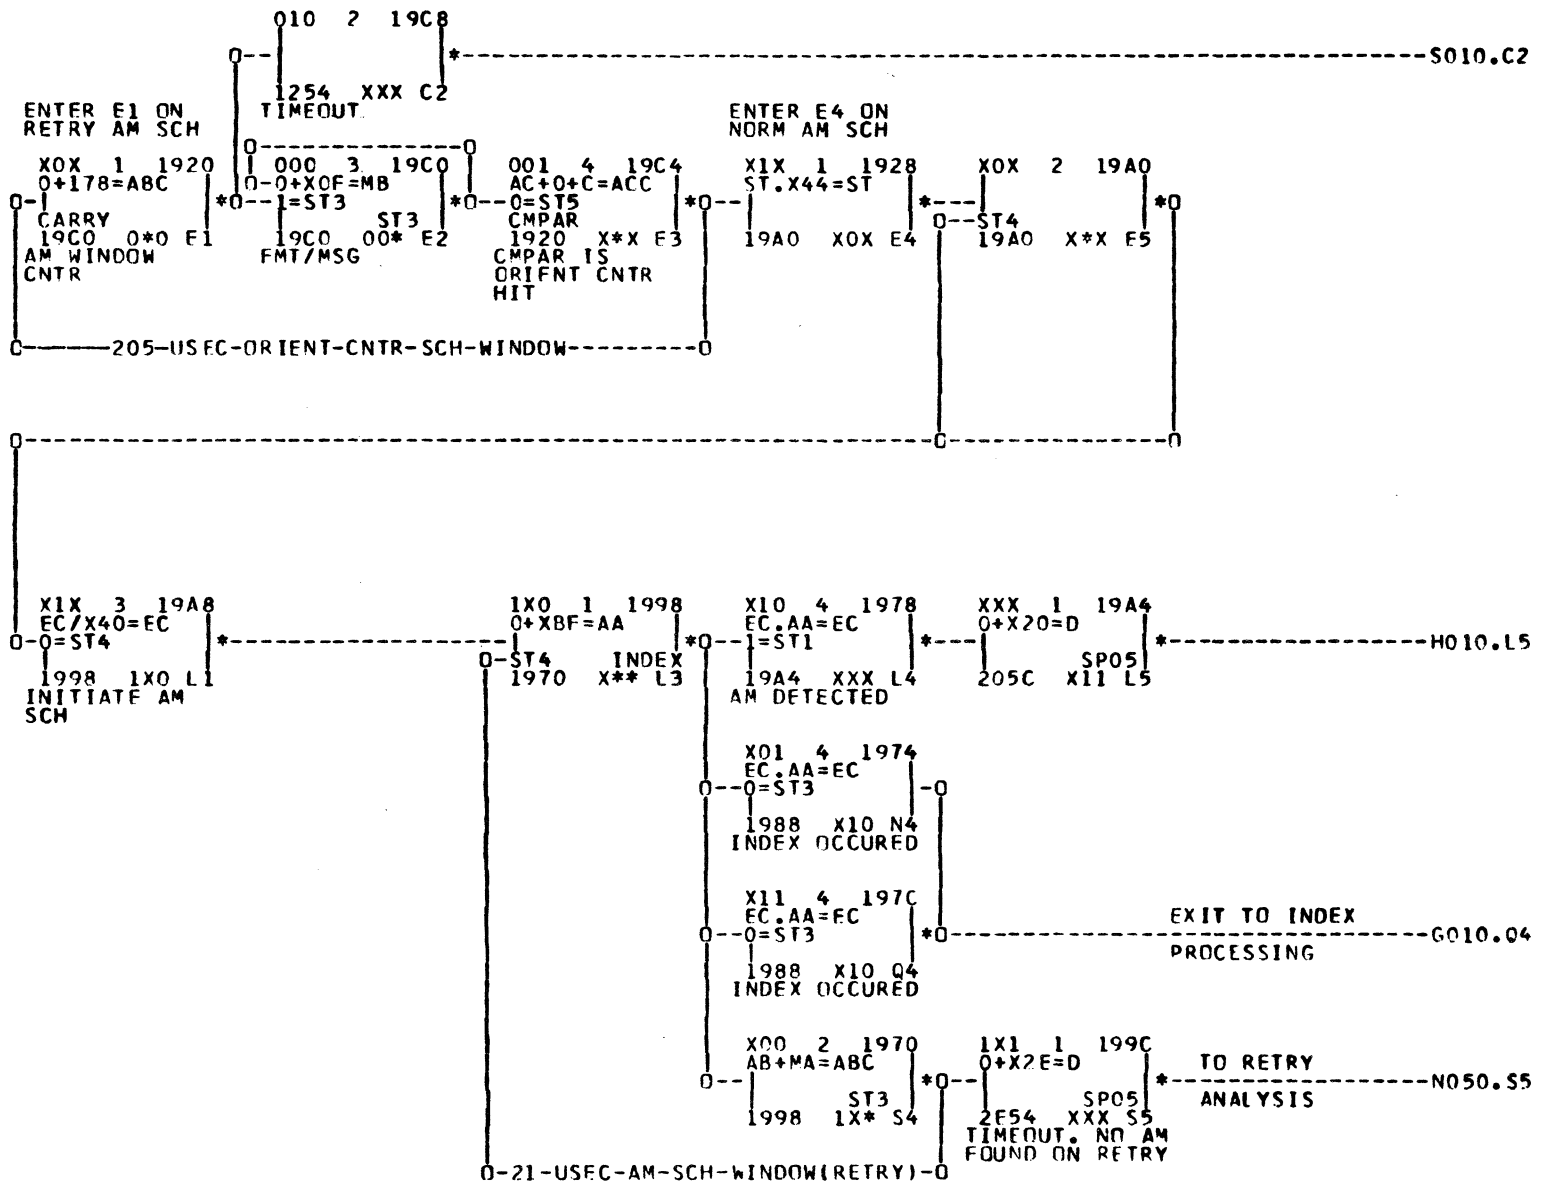 010 2 19C8
S010.C2
1254 XXX C2
TIMEOUT
ENTER E1 ON
RETRY AM SCH
ENTER E4 ON
NORM AM SCH
X0X 1 1920
0+178=ABC
CARRY
19C0 0*0 E1
AM WINDOW
CNTR
000 3 19C0
0+X0F=MB
1=ST3
ST3
19C0 00* E2
FMT/MSG
001 4 19C4
AC+0+C=ACC
0=ST5
CMPAR
1920 X*X E3
CMPAR IS
ORIFNT CNTR
HIT
X1X 1 1928
ST.X44=ST
19A0 X0X E4
X0X 2 19A0
ST4
19A0 X*X E5
205-USEC-ORIENT-CNTR-SCH-WINDOW
X1X 3 19A8
EC/X40=EC
0=ST4
1998 1X0 L1
INITIATE AM
SCH
1X0 1 1998
0+XBF=AA
ST4 INDEX
1970 X** L3
X10 4 1978
EC.AA=EC
1=ST1
19A4 XXX L4
AM DETECTED
XXX 1 19A4
0+X20=D
SP05
205C X11 L5
H010.L5
X01 4 1974
EC.AA=EC
0=ST3
1988 X10 N4
INDEX OCCURED
X11 4 197C
EC.AA=EC
0=ST3
1988 X10 Q4
INDEX OCCURED
EXIT TO INDEX
PROCESSING
G010.Q4
X00 2 1970
AB+MA=ABC
ST3
1998 1X* S4
1X1 1 199C
0+X2E=D
SP05
2E54 XXX S5
TIMEOUT. NO AM
FOUND ON RETRY
TO RETRY
ANALYSIS
N050.S5
21-USEC-AM-SCH-WINDOW(RETRY)